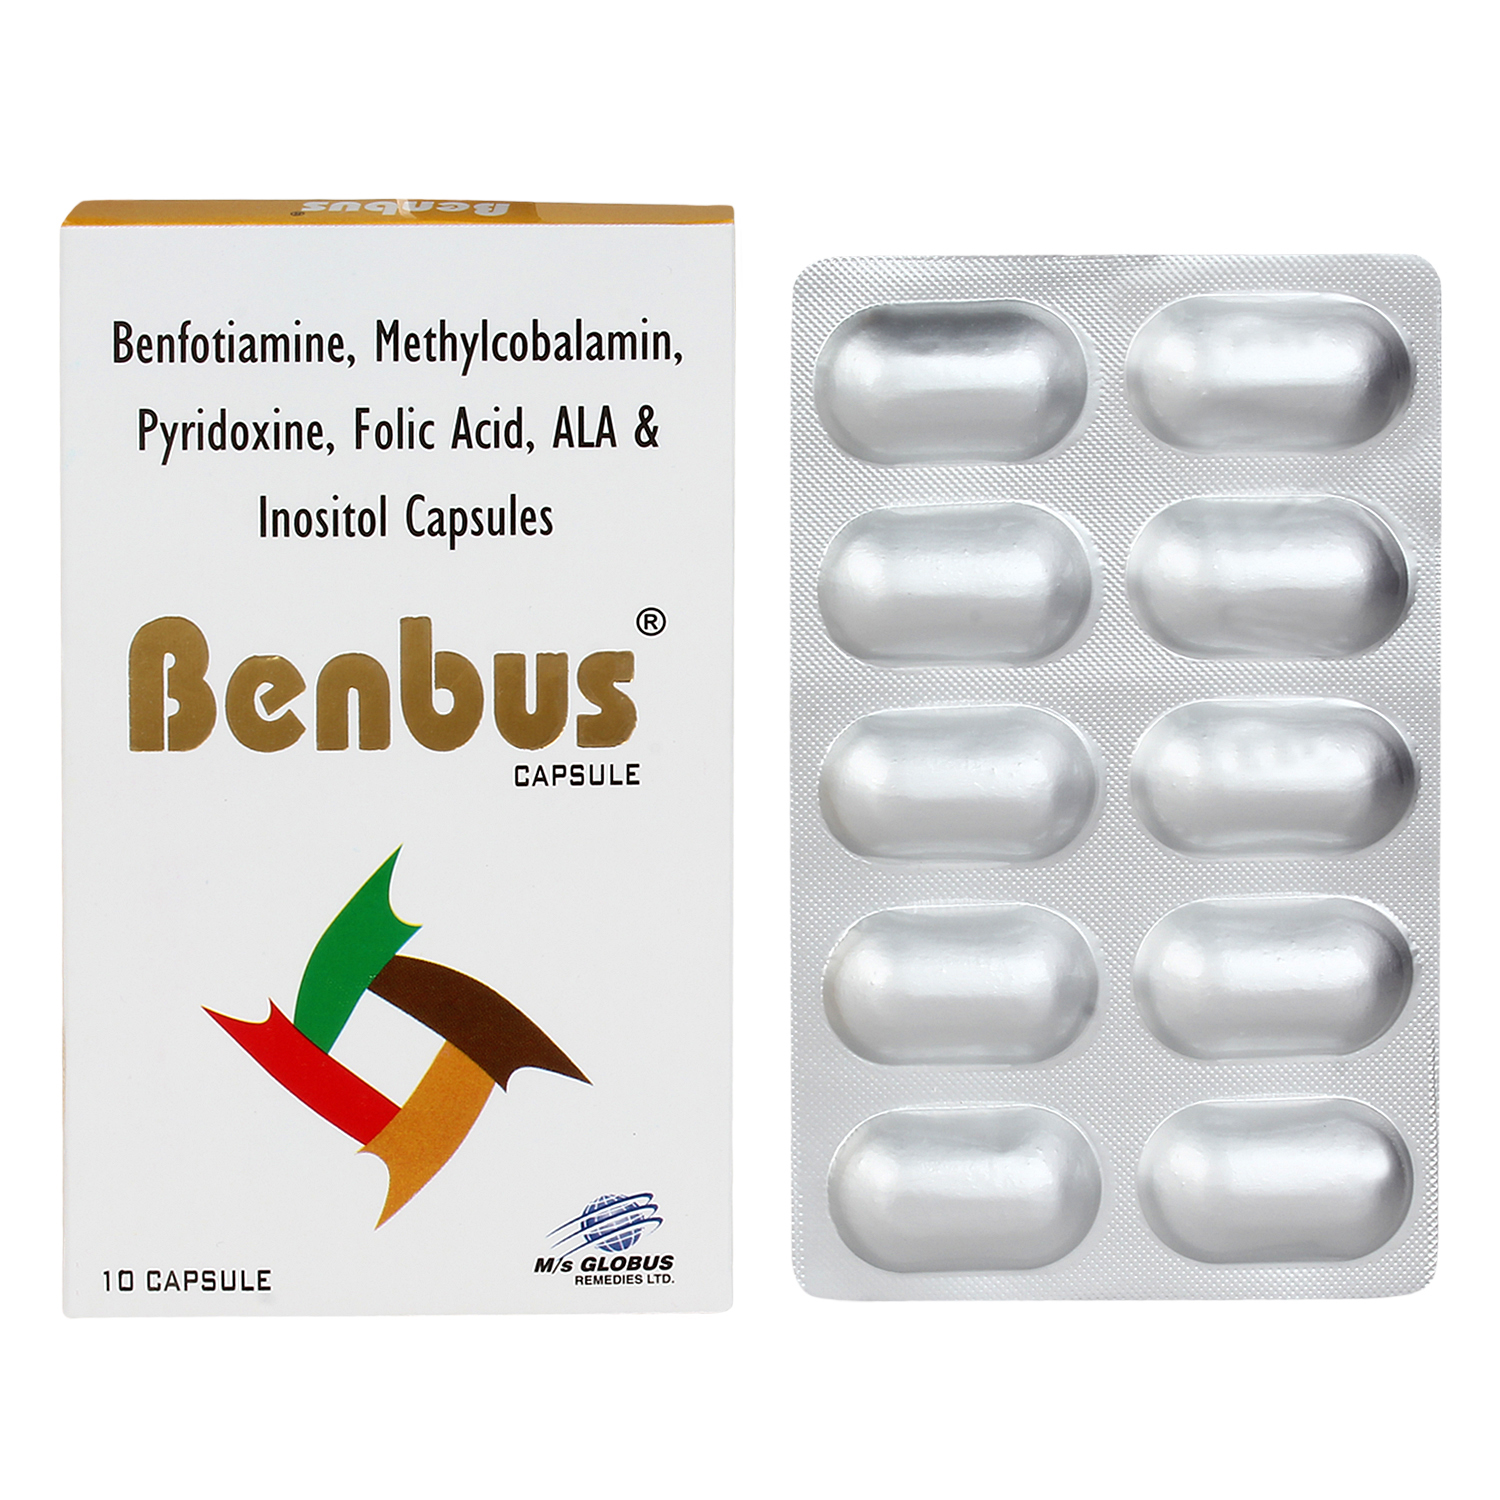 Benbus®
Benfotiamine, Methylcobalamin,
Pyridoxine, Folic Acid, ALA &
Inositol Capsules
Benbus®
CAPSULE
10 CAPSULE
M/s GLOBUS
REMEDIES LTD.